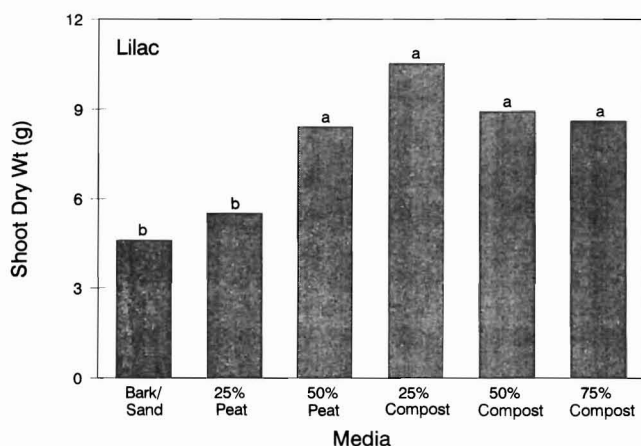 12
Lilac
a
a
a
a
9
b
b
6
3
0
Shoot Dry Wt (g)
Bark/ 25% 50% 25% 50% 75%
Sand Peat Peat Compost Compost Compost
Media